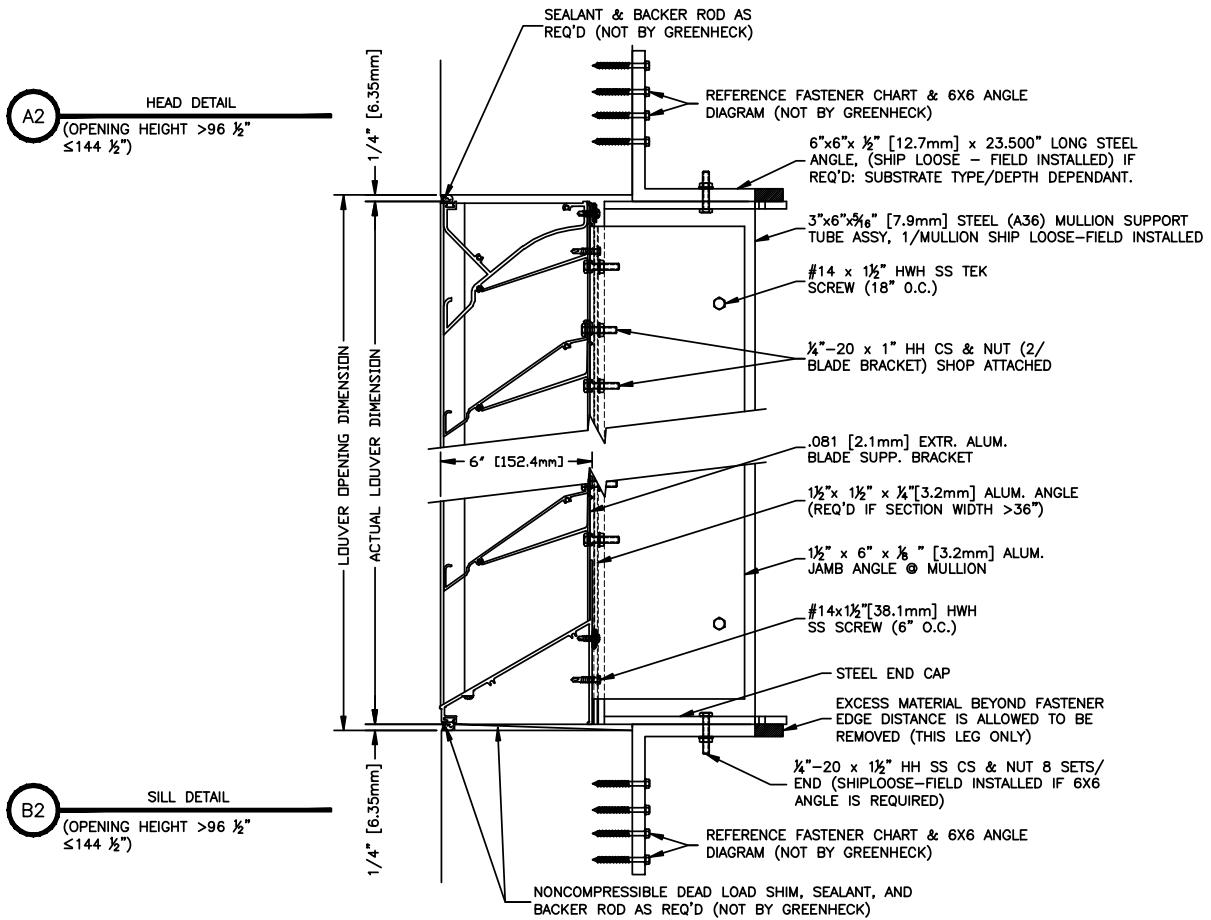 SEALANT & BACKER ROD AS
REQ'D (NOT BY GREENHECK)
A2
HEAD DETAIL
(OPENING HEIGHT >96 ½"
≤144 ½")
1/4" [6.35mm]
REFERENCE FASTENER CHART & 6X6 ANGLE
DIAGRAM (NOT BY GREENHECK)
6"x6"x ½" [12.7mm] x 23.500" LONG STEEL
ANGLE, (SHIP LOOSE – FIELD INSTALLED) IF
REQ'D: SUBSTRATE TYPE/DEPTH DEPENDANT.
3"x6"x5⁄16" [7.9mm] STEEL (A36) MULLION SUPPORT
TUBE ASSY, 1/MULLION SHIP LOOSE–FIELD INSTALLED
#14 x 1½" HWH SS TEK
SCREW (18" O.C.)
¼"–20 x 1" HH CS & NUT (2/
BLADE BRACKET) SHOP ATTACHED
LOUVER OPENING DIMENSION
ACTUAL LOUVER DIMENSION
6" [152.4mm]
.081 [2.1mm] EXTR. ALUM.
BLADE SUPP. BRACKET
1½"x 1½" x ¼"[3.2mm] ALUM. ANGLE
(REQ'D IF SECTION WIDTH >36")
1½" x 6" x ⅛ " [3.2mm] ALUM.
JAMB ANGLE @ MULLION
#14x1½"[38.1mm] HWH
SS SCREW (6" O.C.)
STEEL END CAP
EXCESS MATERIAL BEYOND FASTENER
EDGE DISTANCE IS ALLOWED TO BE
REMOVED (THIS LEG ONLY)
¼"–20 x 1½" HH SS CS & NUT 8 SETS/
END (SHIPLOOSE–FIELD INSTALLED IF 6X6
ANGLE IS REQUIRED)
B2
SILL DETAIL
(OPENING HEIGHT >96 ½"
≤144 ½")
1/4" [6.35mm]
REFERENCE FASTENER CHART & 6X6 ANGLE
DIAGRAM (NOT BY GREENHECK)
NONCOMPRESSIBLE DEAD LOAD SHIM, SEALANT, AND
BACKER ROD AS REQ'D (NOT BY GREENHECK)